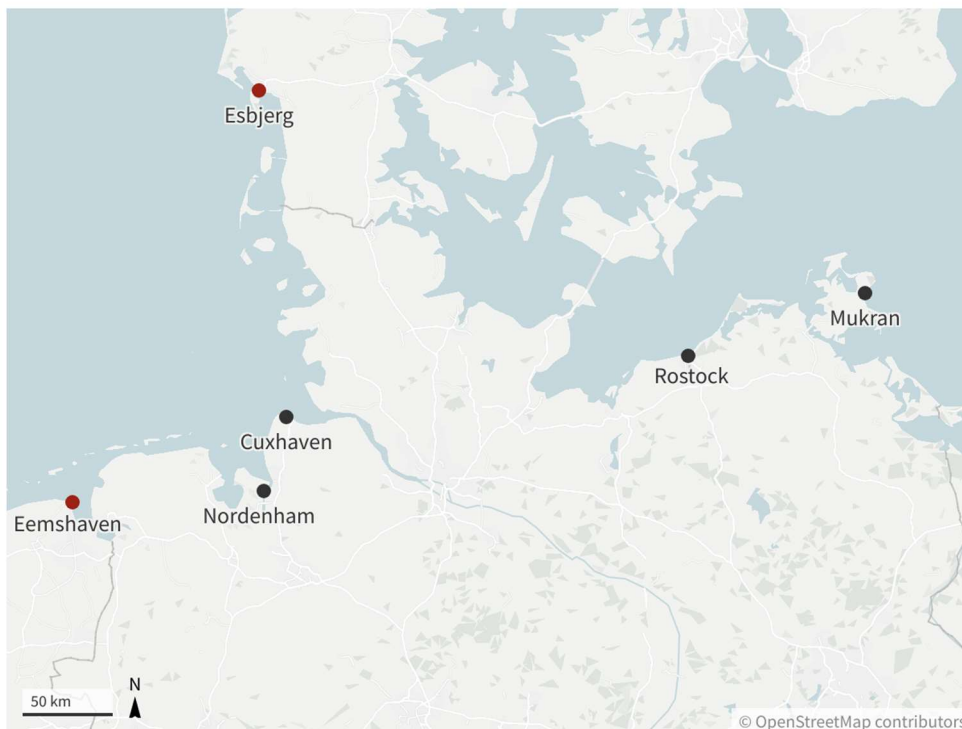 Esbjerg
Mukran
Rostock
Cuxhaven
Nordenham
Eemshaven
N
50 km
© OpenStreetMap contributors